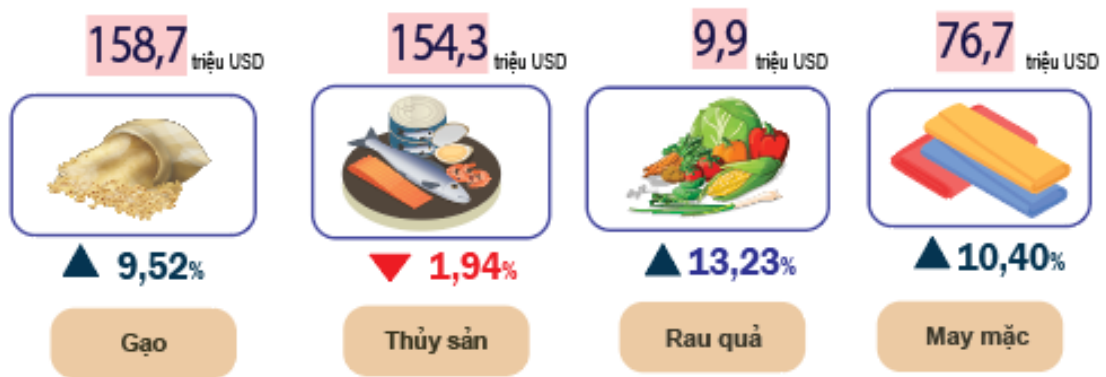 158,7 triệu USD
154,3 triệu USD
9,9 triệu USD
76,7 triệu USD
9,52%
1,94%
13,23%
10,40%
Gạo
Thủy sản
Rau quả
May mặc